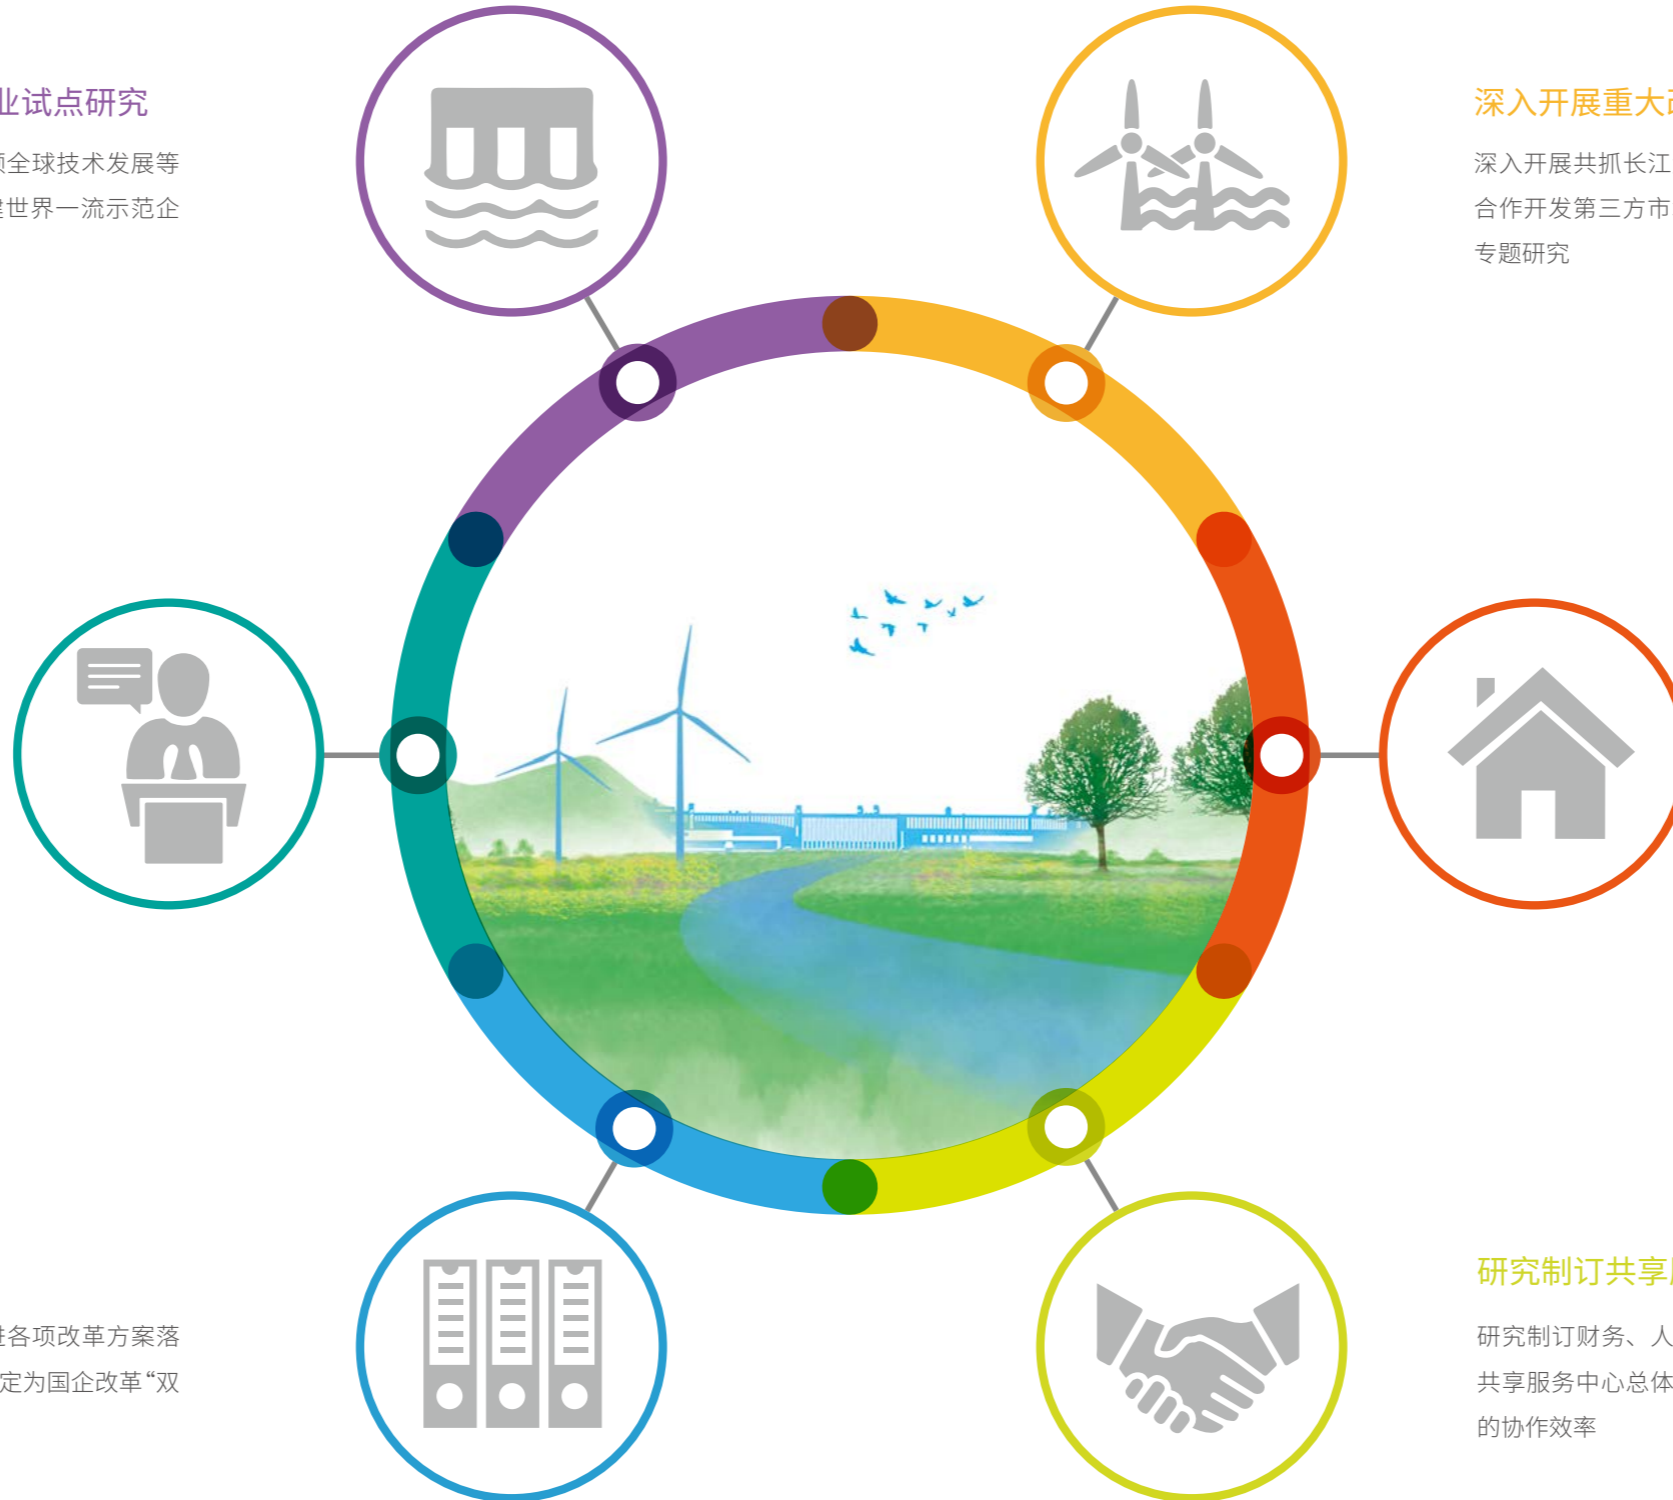 业试点研究
全球技术发展等
世界一流示范企
深入开展重大
深入开展共抓长江
合作开发第三方市
专题研究
各项改革方案落
定为国企改革“双
研究制订共享
研究制订财务、人
共享服务中心总体
的协作效率